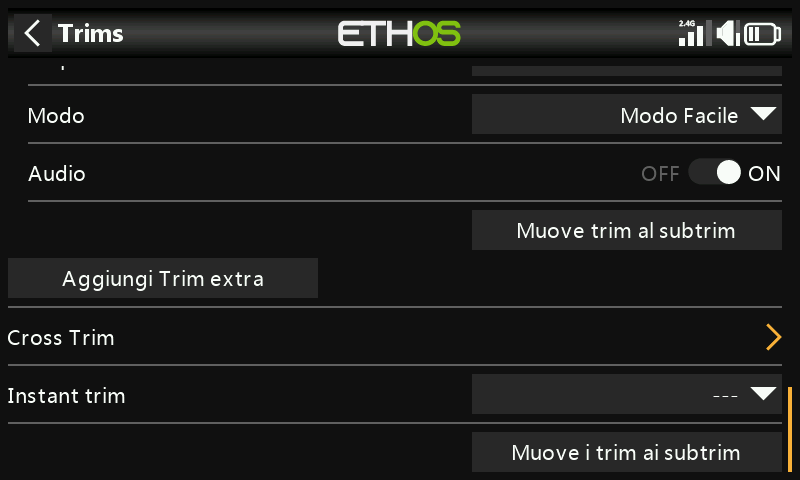 Trims
ETHOS
2.4G
Modo
Modo Facile
Audio
OFF
ON
Muove trim al subtrim
Aggiungi Trim extra
Cross Trim
Instant trim
---
Muove i trim ai subtrim